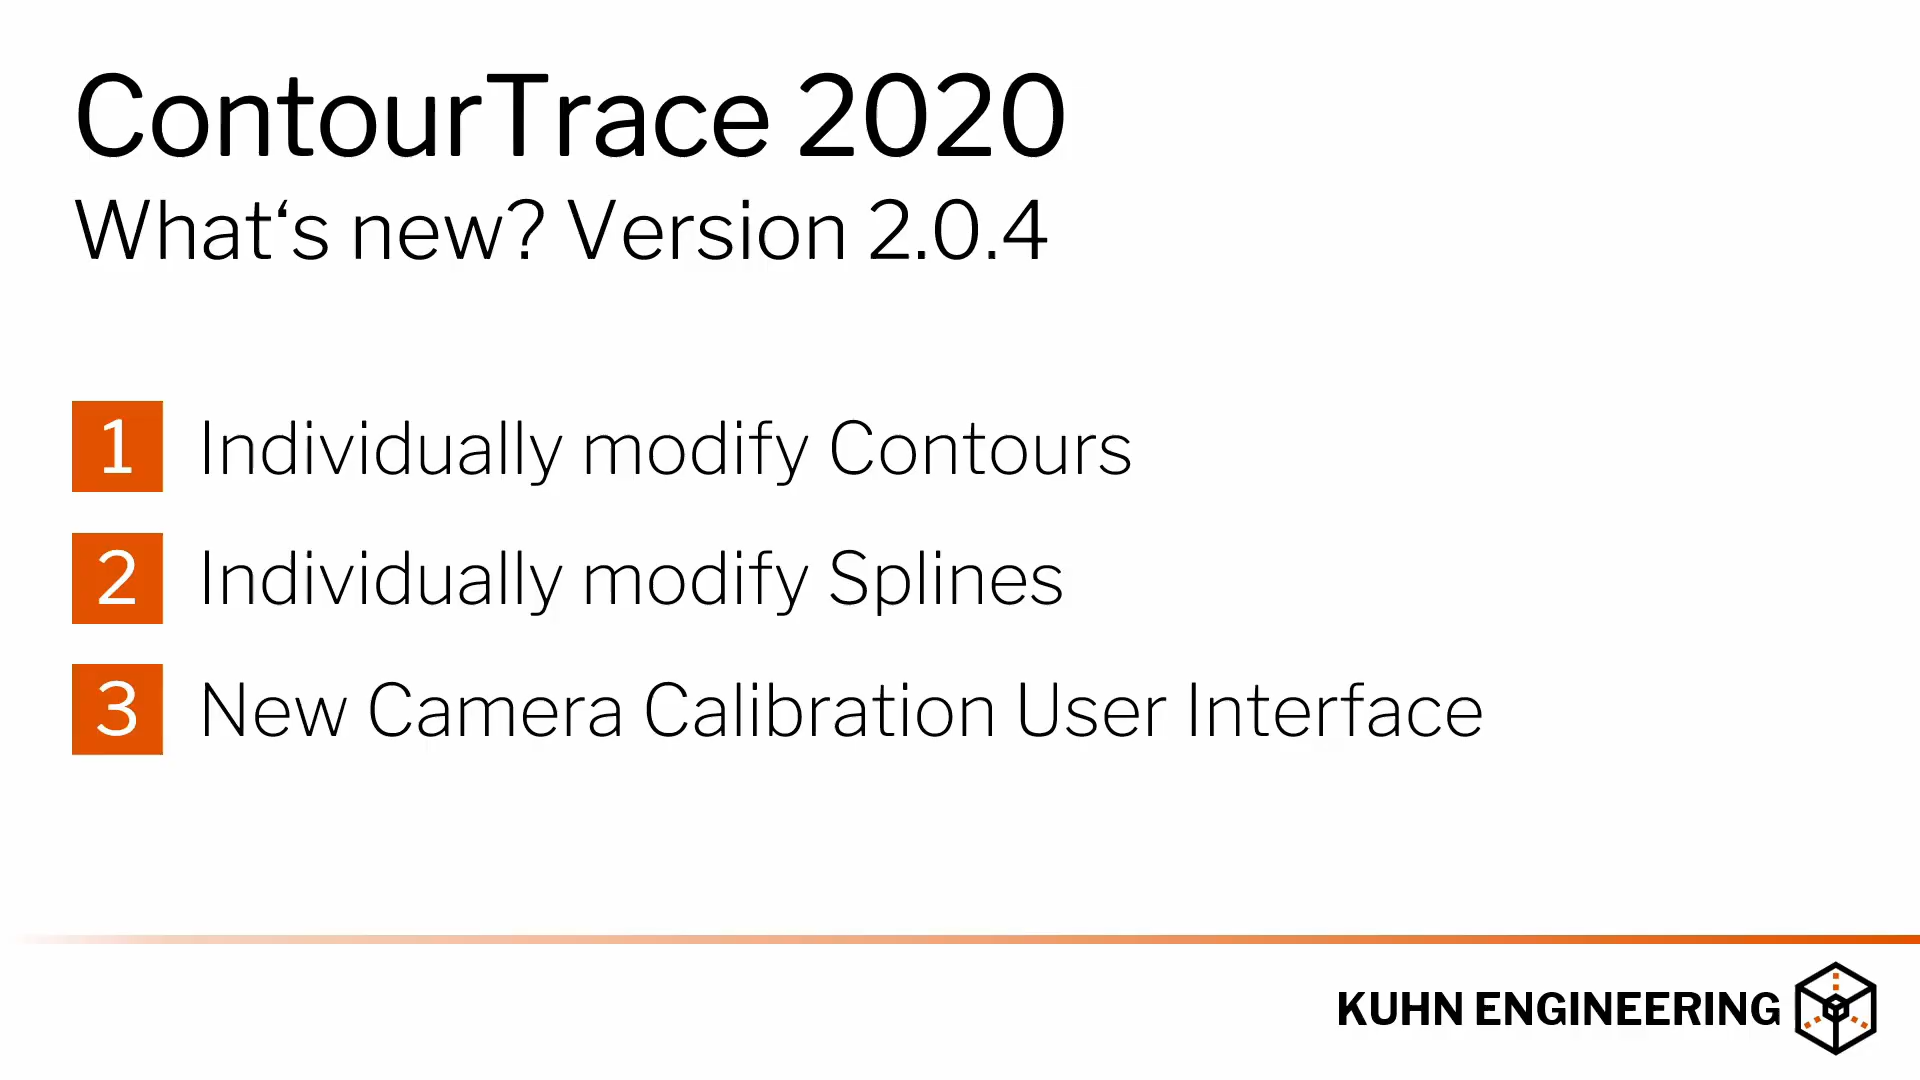 ContourTrace 2020
What‘s new? Version 2.0.4
1 Individually modify Contours
2 Individually modify Splines
3 New Camera Calibration User Interface
KUHN ENGINEERING